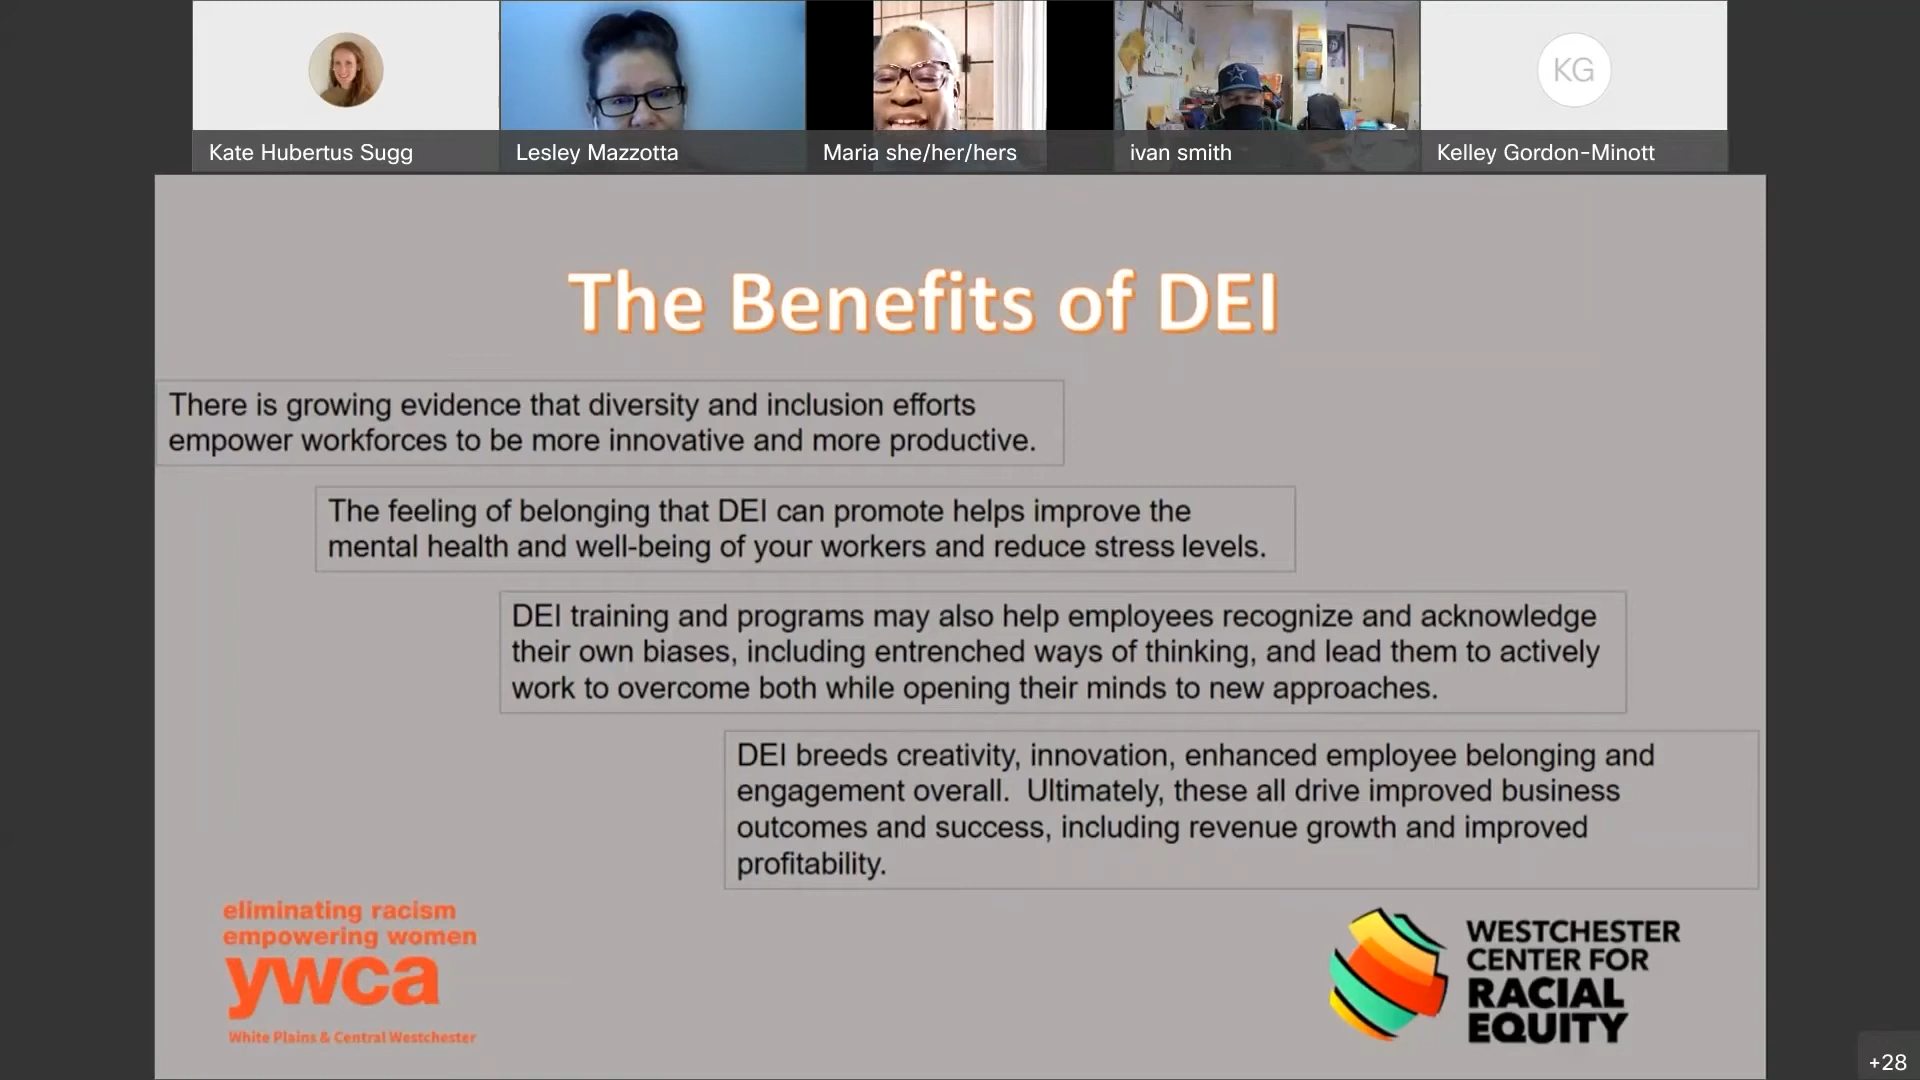 Kate Hubertus Sugg
Lesley Mazzotta
Maria she/her/hers
ivan smith
KG
Kelley Gordon-Minott
The Benefits of DEI
There is growing evidence that diversity and inclusion efforts
empower workforces to be more innovative and more productive.
The feeling of belonging that DEI can promote helps improve the
mental health and well-being of your workers and reduce stress levels.
DEI training and programs may also help employees recognize and acknowledge
their own biases, including entrenched ways of thinking, and lead them to actively
work to overcome both while opening their minds to new approaches.
DEI breeds creativity, innovation, enhanced employee belonging and
engagement overall.  Ultimately, these all drive improved business
outcomes and success, including revenue growth and improved
profitability.
eliminating racism
empowering women
ywca
White Plains & Central Westchester
WESTCHESTER
CENTER FOR
RACIAL
EQUITY
+28